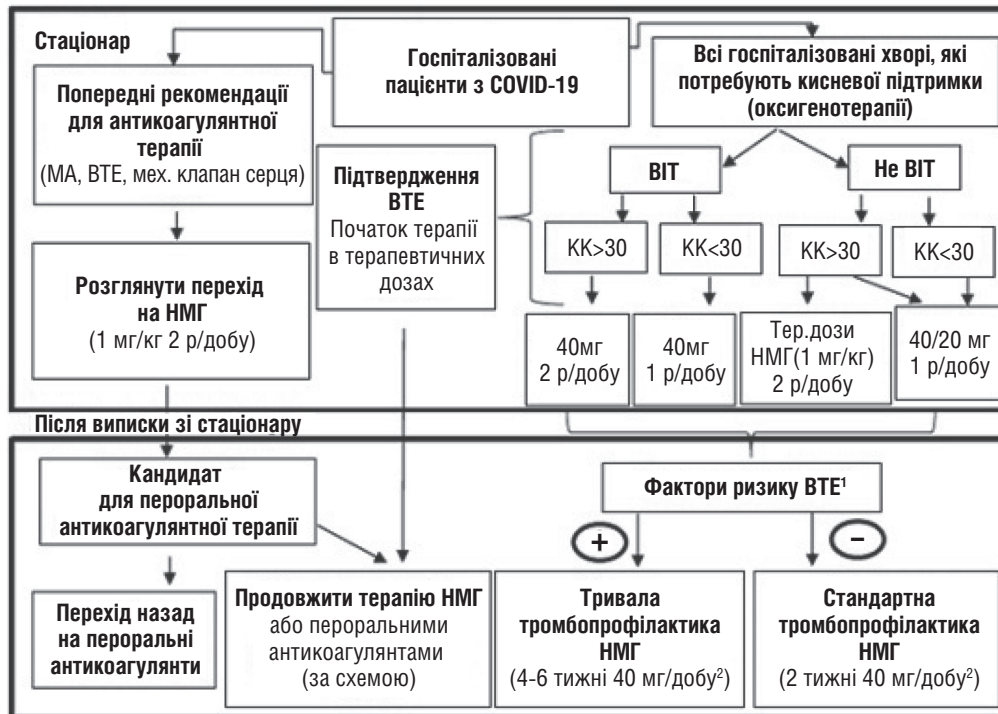 Стаціонар
Госпіталізовані
пацієнти з COVID-19
Всі госпіталізовані хворі, які
потребують кисневої підтримки
(оксигенотерапії)
Попередні рекомендації
для антикоагулянтної
терапії
(МА, ВТЕ, мех. клапан серця)
Підтвердження
ВТЕ
Початок терапії
в терапевтичних
дозах
ВІТ
Не ВІТ
КК>30
КК<30
КК>30
КК<30
Розглянути перехід
на НМГ
(1 мг/кг 2 р/добу)
40мг
2 р/добу
40мг
1 р/добу
Тер.дози
НМГ(1 мг/кг)
2 р/добу
40/20 мг
1 р/добу
Після виписки зі стаціонару
Кандидат
для пероральної
антикоагулянтної терапії
Фактори ризику ВТЕ¹
+
−
Перехід назад
на пероральні
антикоагулянти
Продовжити терапію НМГ
або пероральними
антикоагулянтами
(за схемою)
Тривала
тромбопрофілактика
НМГ
(4-6 тижні 40 мг/добу²)
Стандартна
тромбопрофілактика
НМГ
(2 тижні 40 мг/добу²)